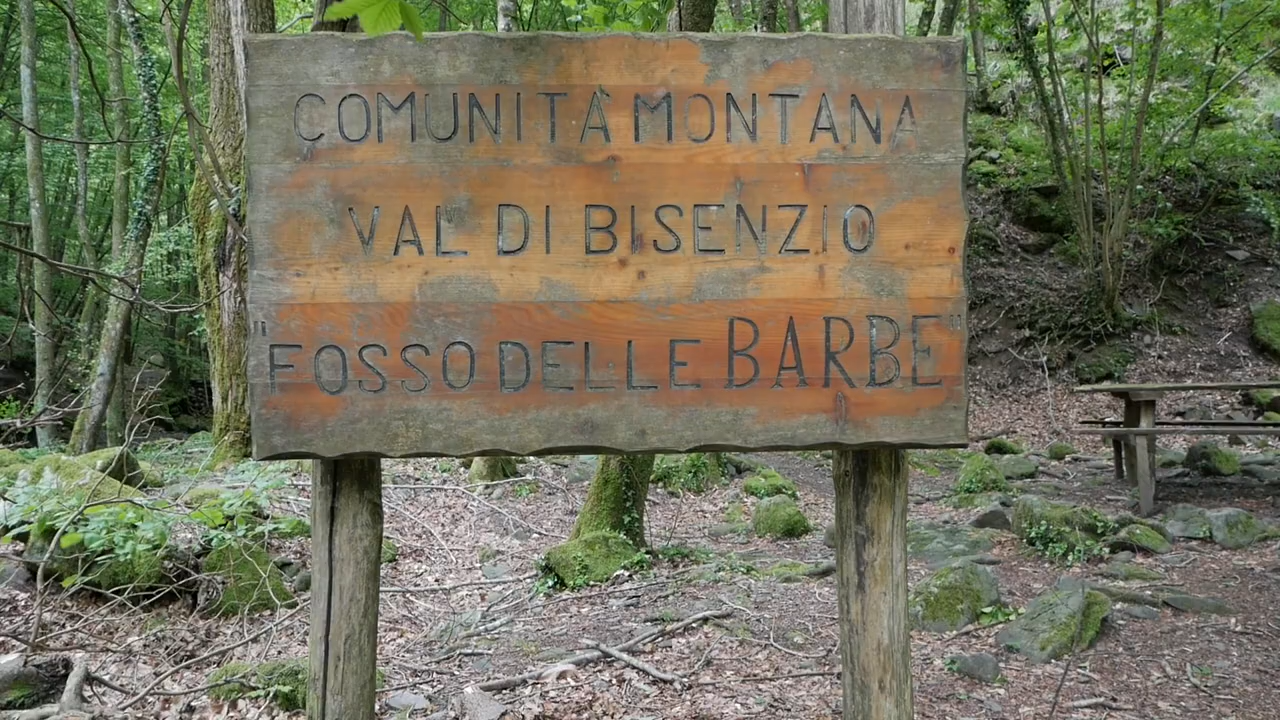 COMUNITÀ MONTANA
VAL DI BISENZIO
"FOSSO DELLE BARBE"